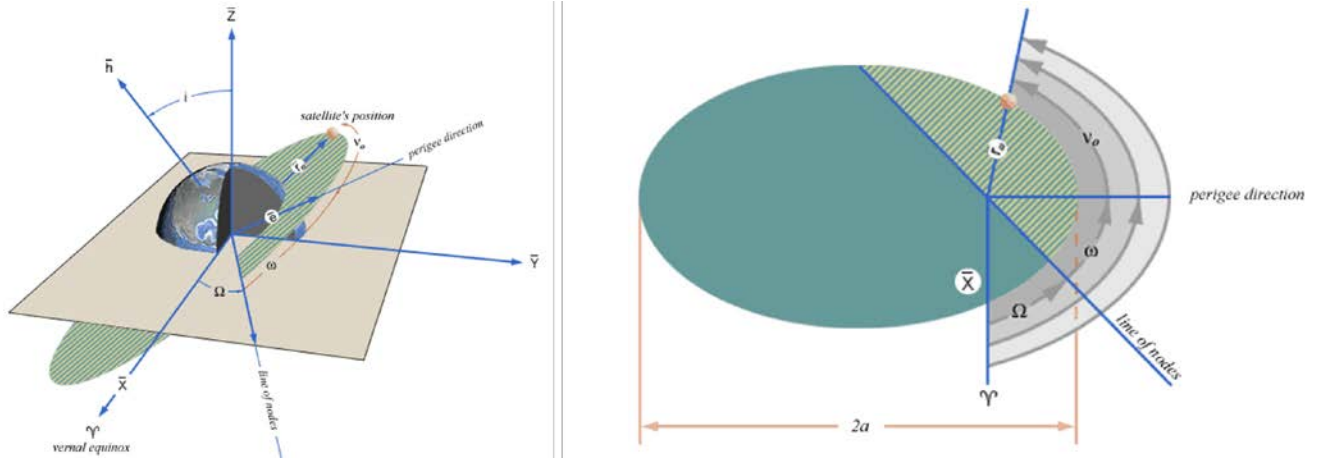 Z̄
h̄
i
satellite's position
ν₀
perigee direction
r̄₀
ē
Ȳ
ω
Ω
X̄
♈
vernal equinox
line of nodes
r̄₀
ν₀
perigee direction
X̄
ω
Ω
line of nodes
♈
2a